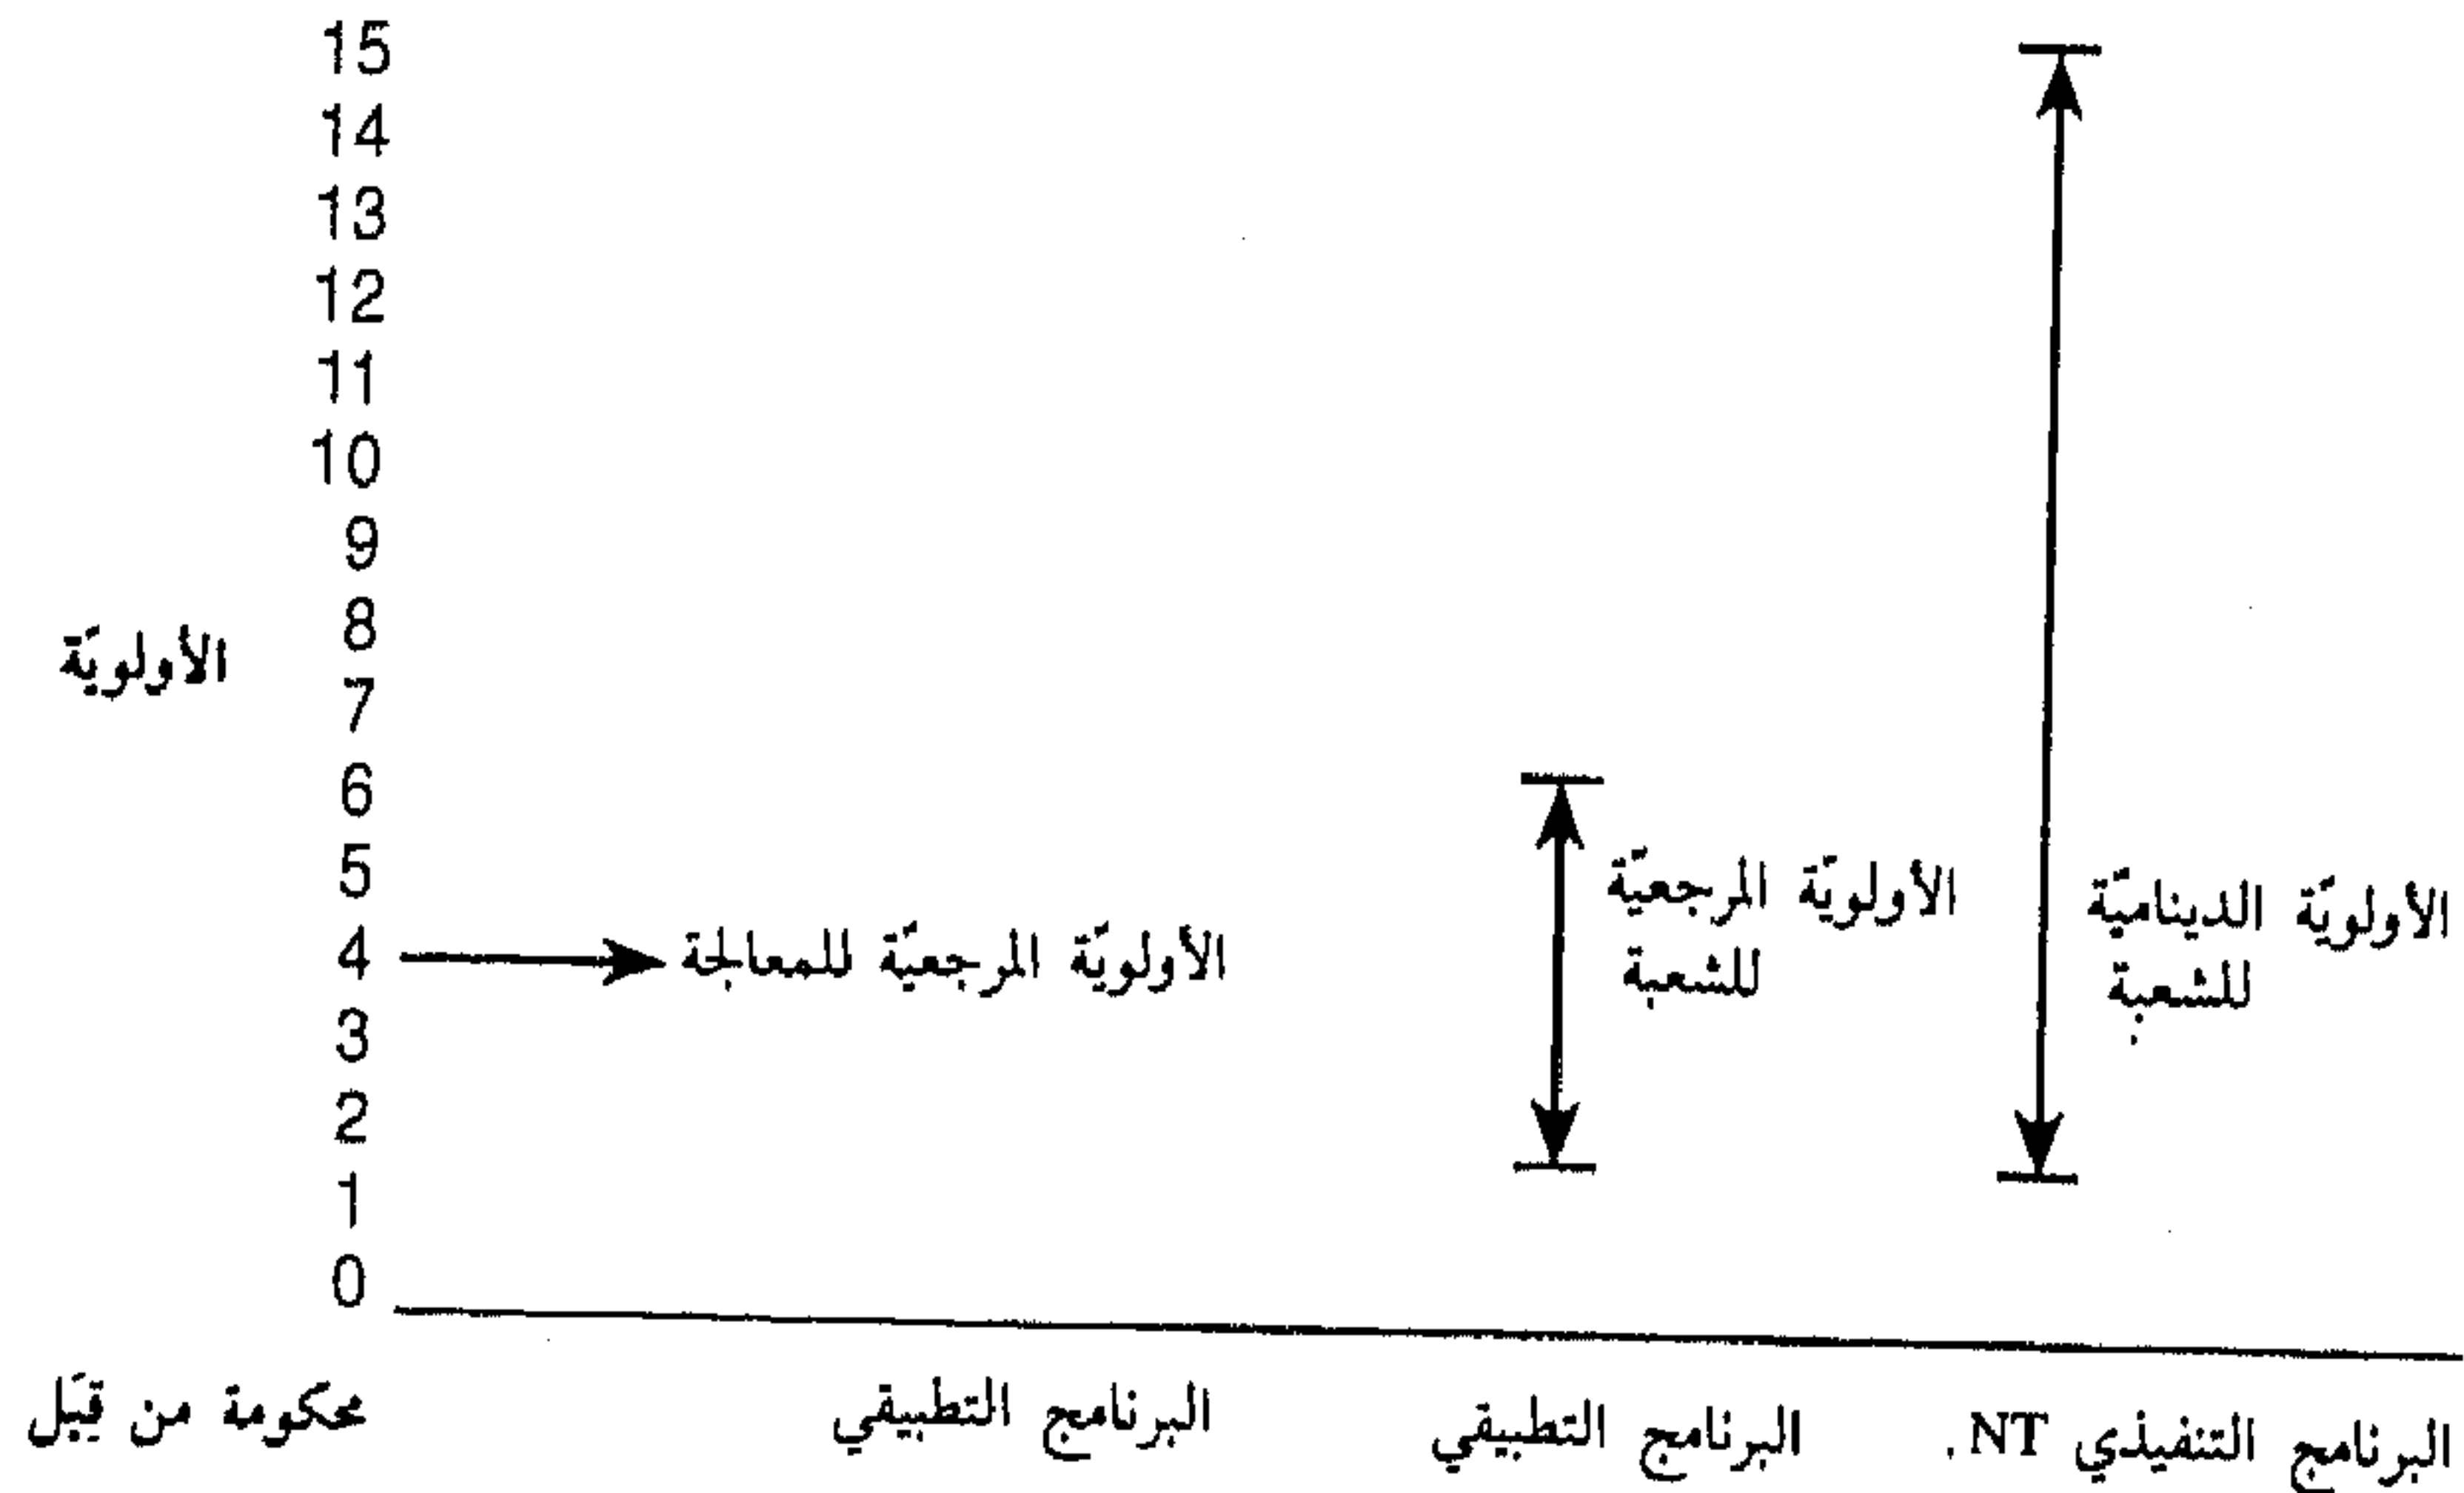 15
14
13
12
11
10
9
8
الأولويّة
7
6
5
الأولويّة المرجعيّة
للشعبة
الأولويّة الديناميّة
للشعبة
4
الأولويّة المرجعيّة للمعالجة
3
2
1
0
محكومة من قِبَل
البرنامج التطبيقي
البرنامج التطبيقي
البرنامج التنفيذي NT.